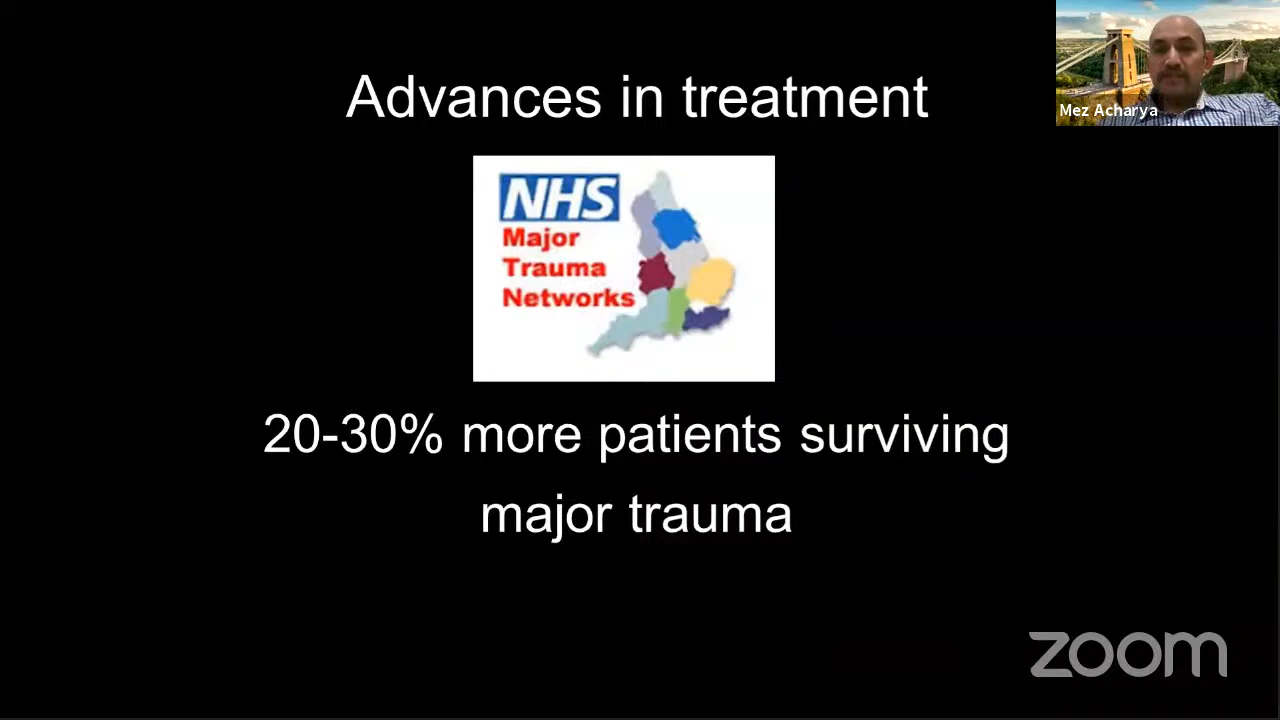 Advances in treatment
Mez Acharya
NHS
Major
Trauma
Networks
20-30% more patients surviving
major trauma
zoom